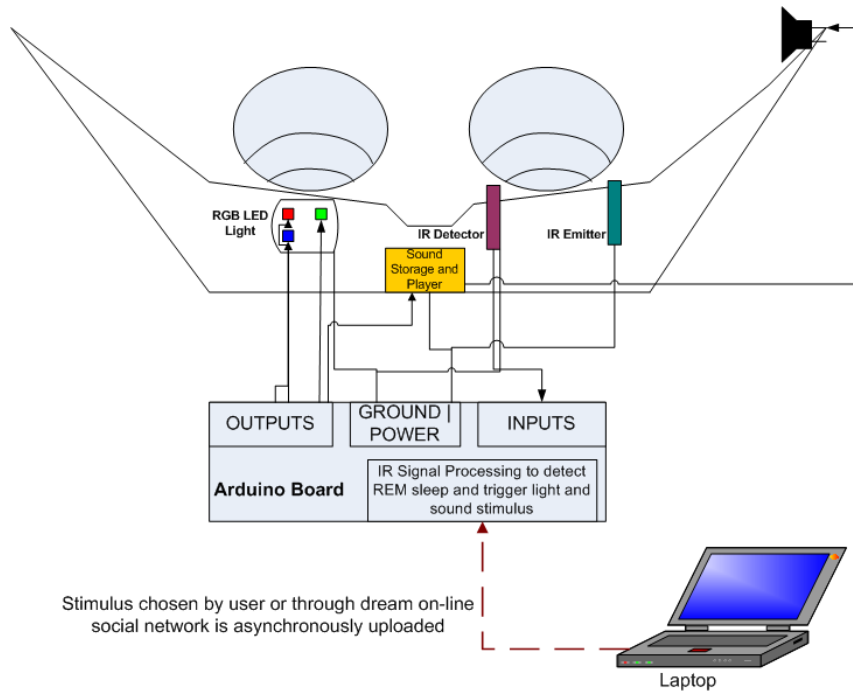 RGB LED
Light
IR Detector
IR Emitter
Sound
Storage and
Player
OUTPUTS
GROUND |
POWER
INPUTS
Arduino Board
IR Signal Processing to detect
REM sleep and trigger light and
sound stimulus
Stimulus chosen by user or through dream on-line
social network is asynchronously uploaded
Laptop